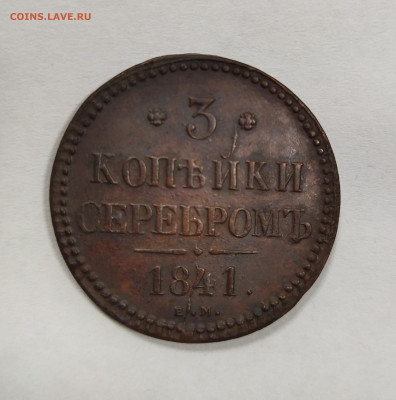 COINS.LAVE.RU
3
КОПѢЙКИ
СЕРЕБРОМЪ
1841.
Е.М.